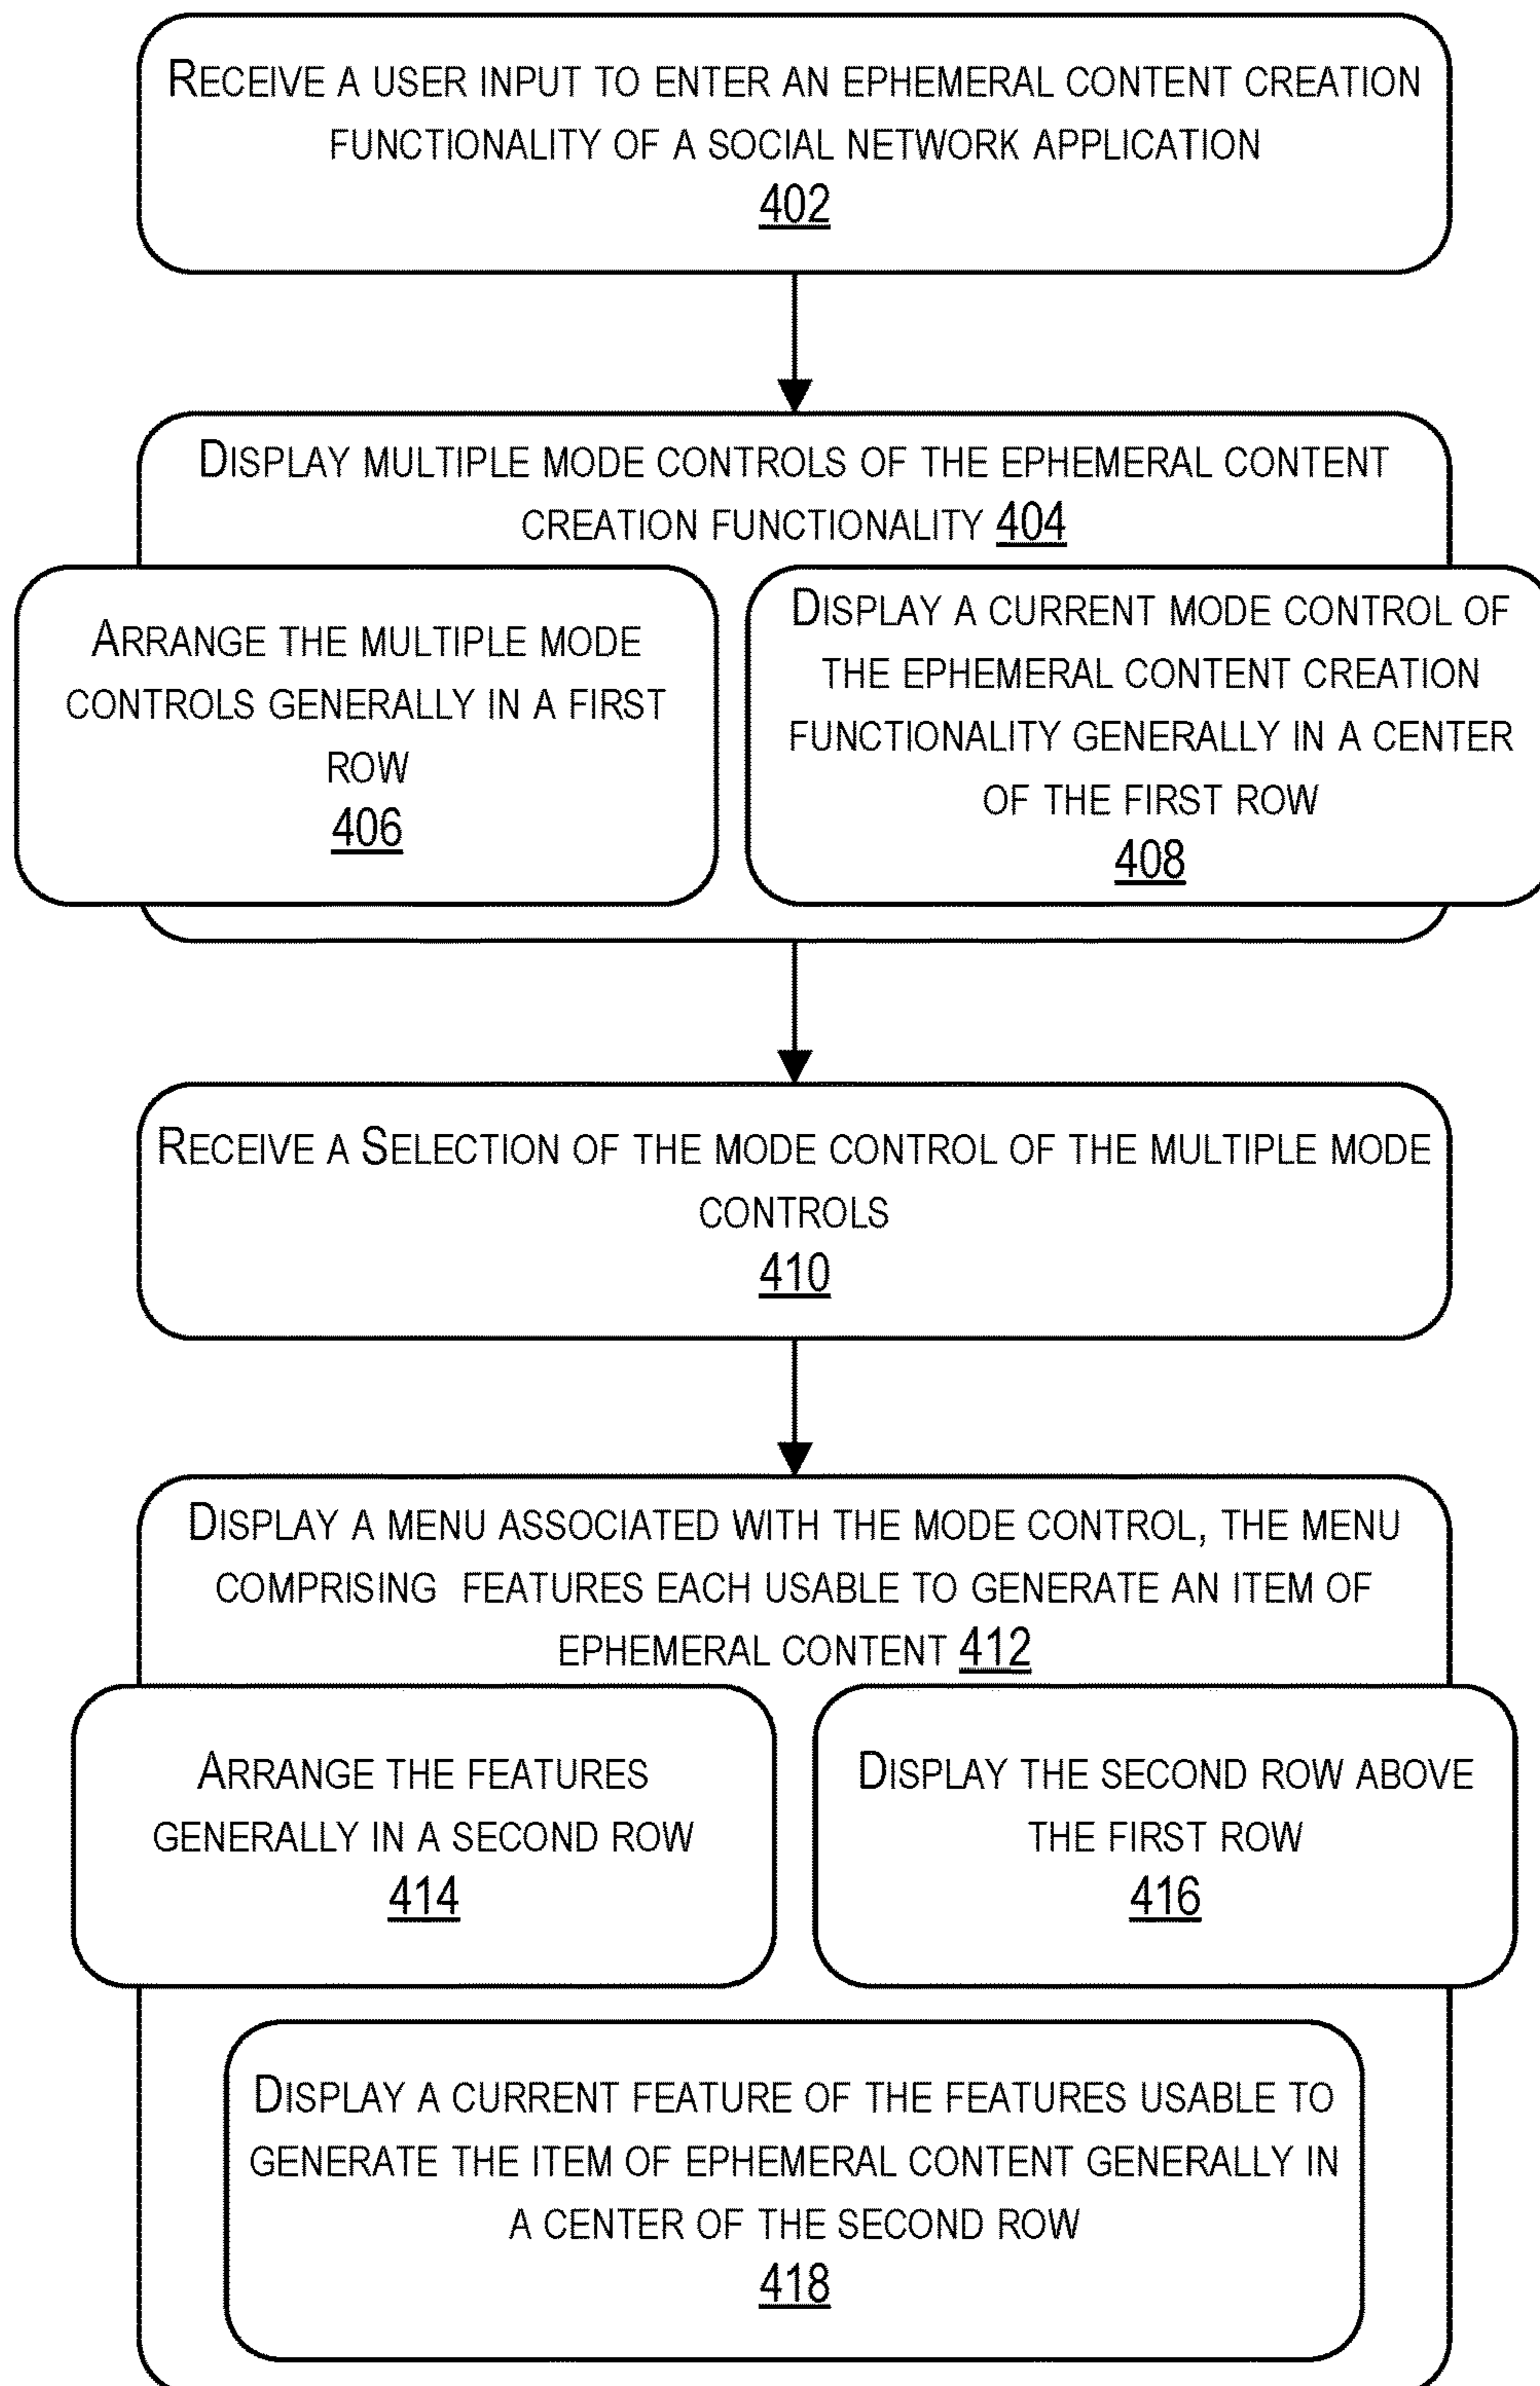 RECEIVE A USER INPUT TO ENTER AN EPHEMERAL CONTENT CREATION
FUNCTIONALITY OF A SOCIAL NETWORK APPLICATION
402
DISPLAY MULTIPLE MODE CONTROLS OF THE EPHEMERAL CONTENT
CREATION FUNCTIONALITY 404
ARRANGE THE MULTIPLE MODE
CONTROLS GENERALLY IN A FIRST
ROW
406
DISPLAY A CURRENT MODE CONTROL OF
THE EPHEMERAL CONTENT CREATION
FUNCTIONALITY GENERALLY IN A CENTER
OF THE FIRST ROW
408
RECEIVE A SELECTION OF THE MODE CONTROL OF THE MULTIPLE MODE
CONTROLS
410
DISPLAY A MENU ASSOCIATED WITH THE MODE CONTROL, THE MENU
COMPRISING FEATURES EACH USABLE TO GENERATE AN ITEM OF
EPHEMERAL CONTENT 412
ARRANGE THE FEATURES
GENERALLY IN A SECOND ROW
414
DISPLAY THE SECOND ROW ABOVE
THE FIRST ROW
416
DISPLAY A CURRENT FEATURE OF THE FEATURES USABLE TO
GENERATE THE ITEM OF EPHEMERAL CONTENT GENERALLY IN
A CENTER OF THE SECOND ROW
418